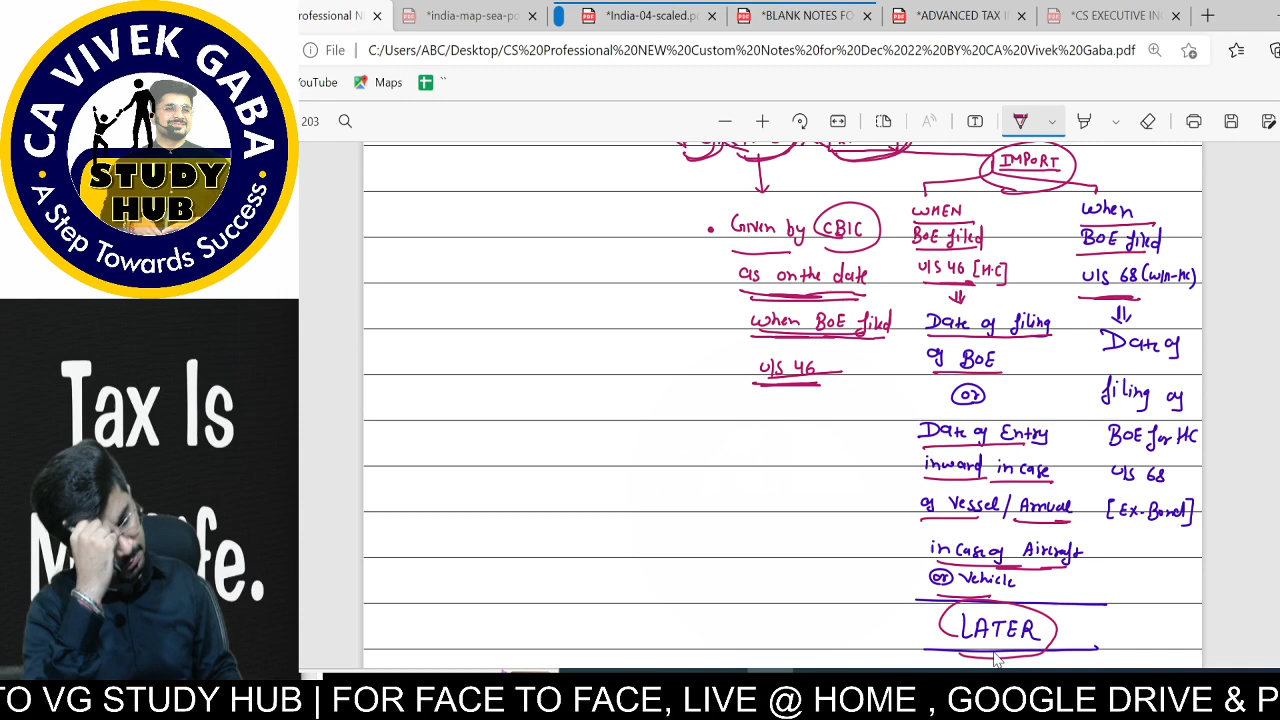 CA VIVEK GABA
STUDY
HUB
• A Step Towards Success •
Tax Is
fe.
rofessional N
*india-map-sea-po
*India-04-scaled.p
*BLANK NOTES FO
*ADVANCED TAX
*CS EXECUTIVE IN
File
C:/Users/ABC/Desktop/CS%20Professional%20NEW%20Custom%20Notes%20for%20Dec%2022%20BY%20CA%20Vivek%20Gaba.pdf
YouTube
Maps
``
203
IMPORT
• Given by CBIC
as on the date
when BOE filed
U/S 46
WHEN
BOE filed
U/S 46 [H.C]
Date of filing
of BOE
or
Date of Entry
inward in case
of Vessel / Arrival
in case of Aircraft
or Vehicle
LATER
When
BOE filed
U/S 68 (W/H-HC)
Date of
filing of
BOE for HC
U/S 68
[Ex-Bond]
TO VG STUDY HUB | FOR FACE TO FACE, LIVE @ HOME , GOOGLE DRIVE & P